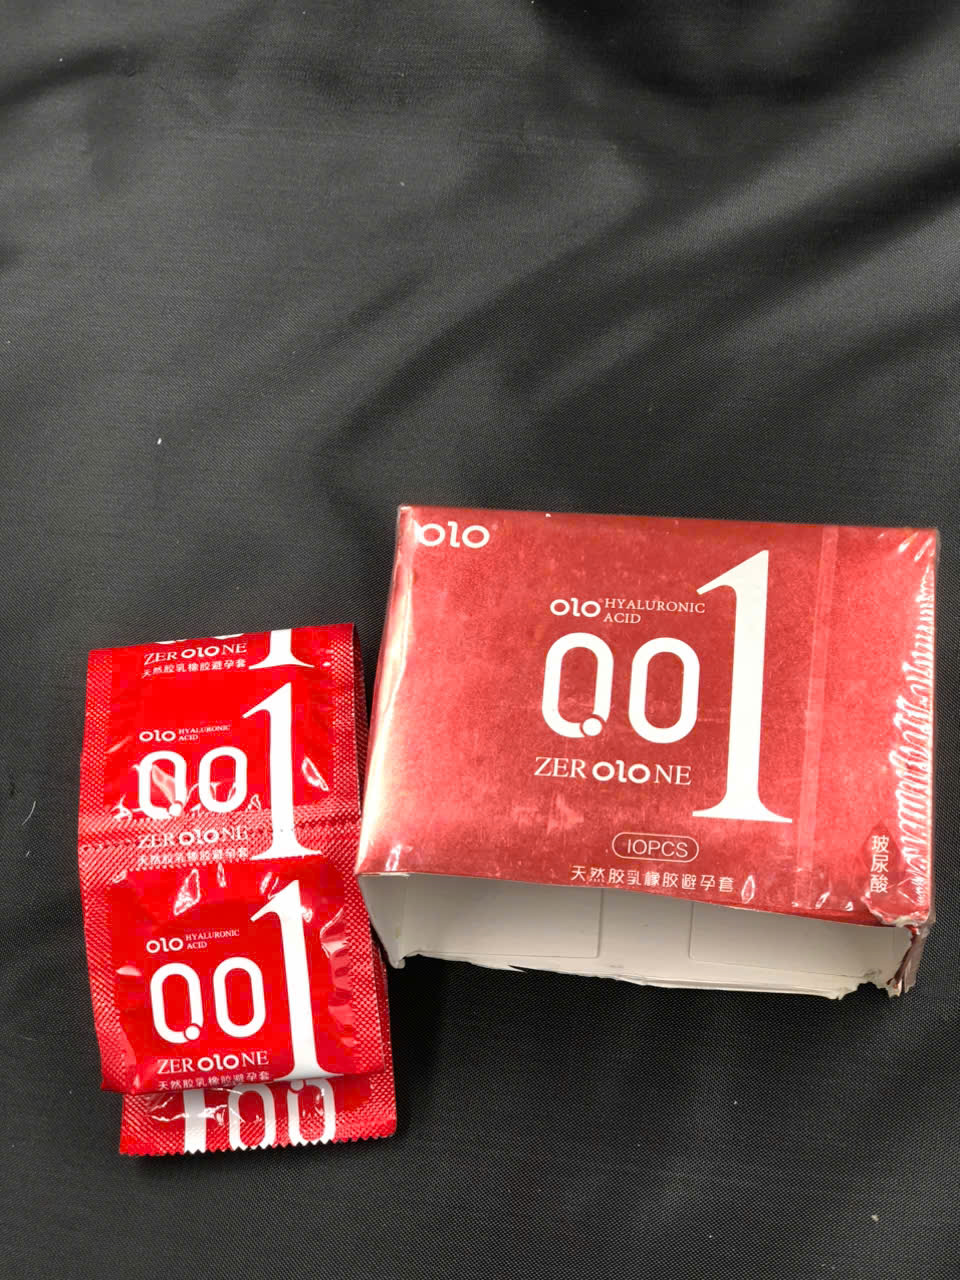 olo
olo HYALURONIC
ACID
0.01
ZER olo NE
10PCS
天然胶乳橡胶避孕套
玻尿酸
ZER olo NE
天然胶乳橡胶避孕套
1
olo HYALURONIC
ACID
0.01
ZER olo NE
天然胶乳橡胶避孕套
olo HYALURONIC
ACID
0.01
ZER olo NE
天然胶乳橡胶避孕套